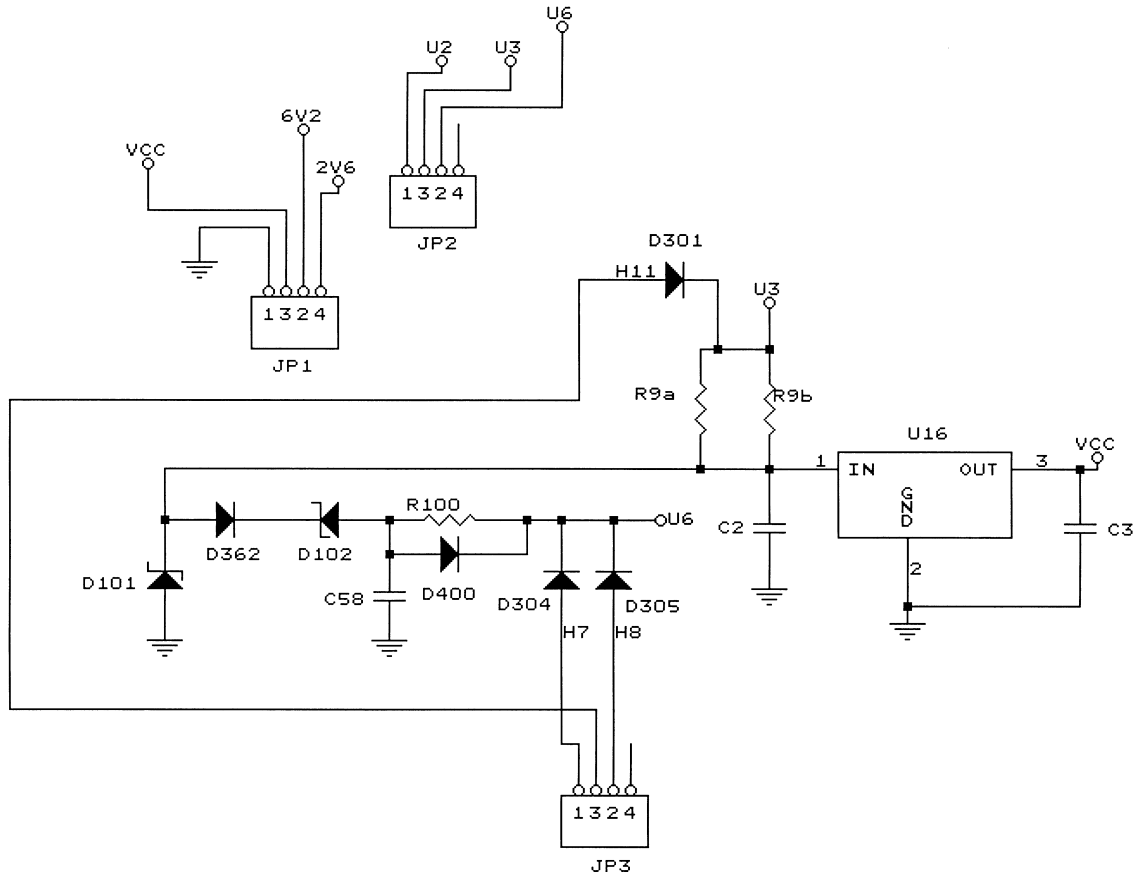 U6
U2
U3
6V2
VCC
2V6
1324
JP2
1324
JP1
D301
H11
U3
R9a
R9b
U16
VCC
1
IN
OUT
3
GND
2
R100
U6
C2
C3
D362
D102
D101
C58
D400
D304
D305
H7
H8
1324
JP3